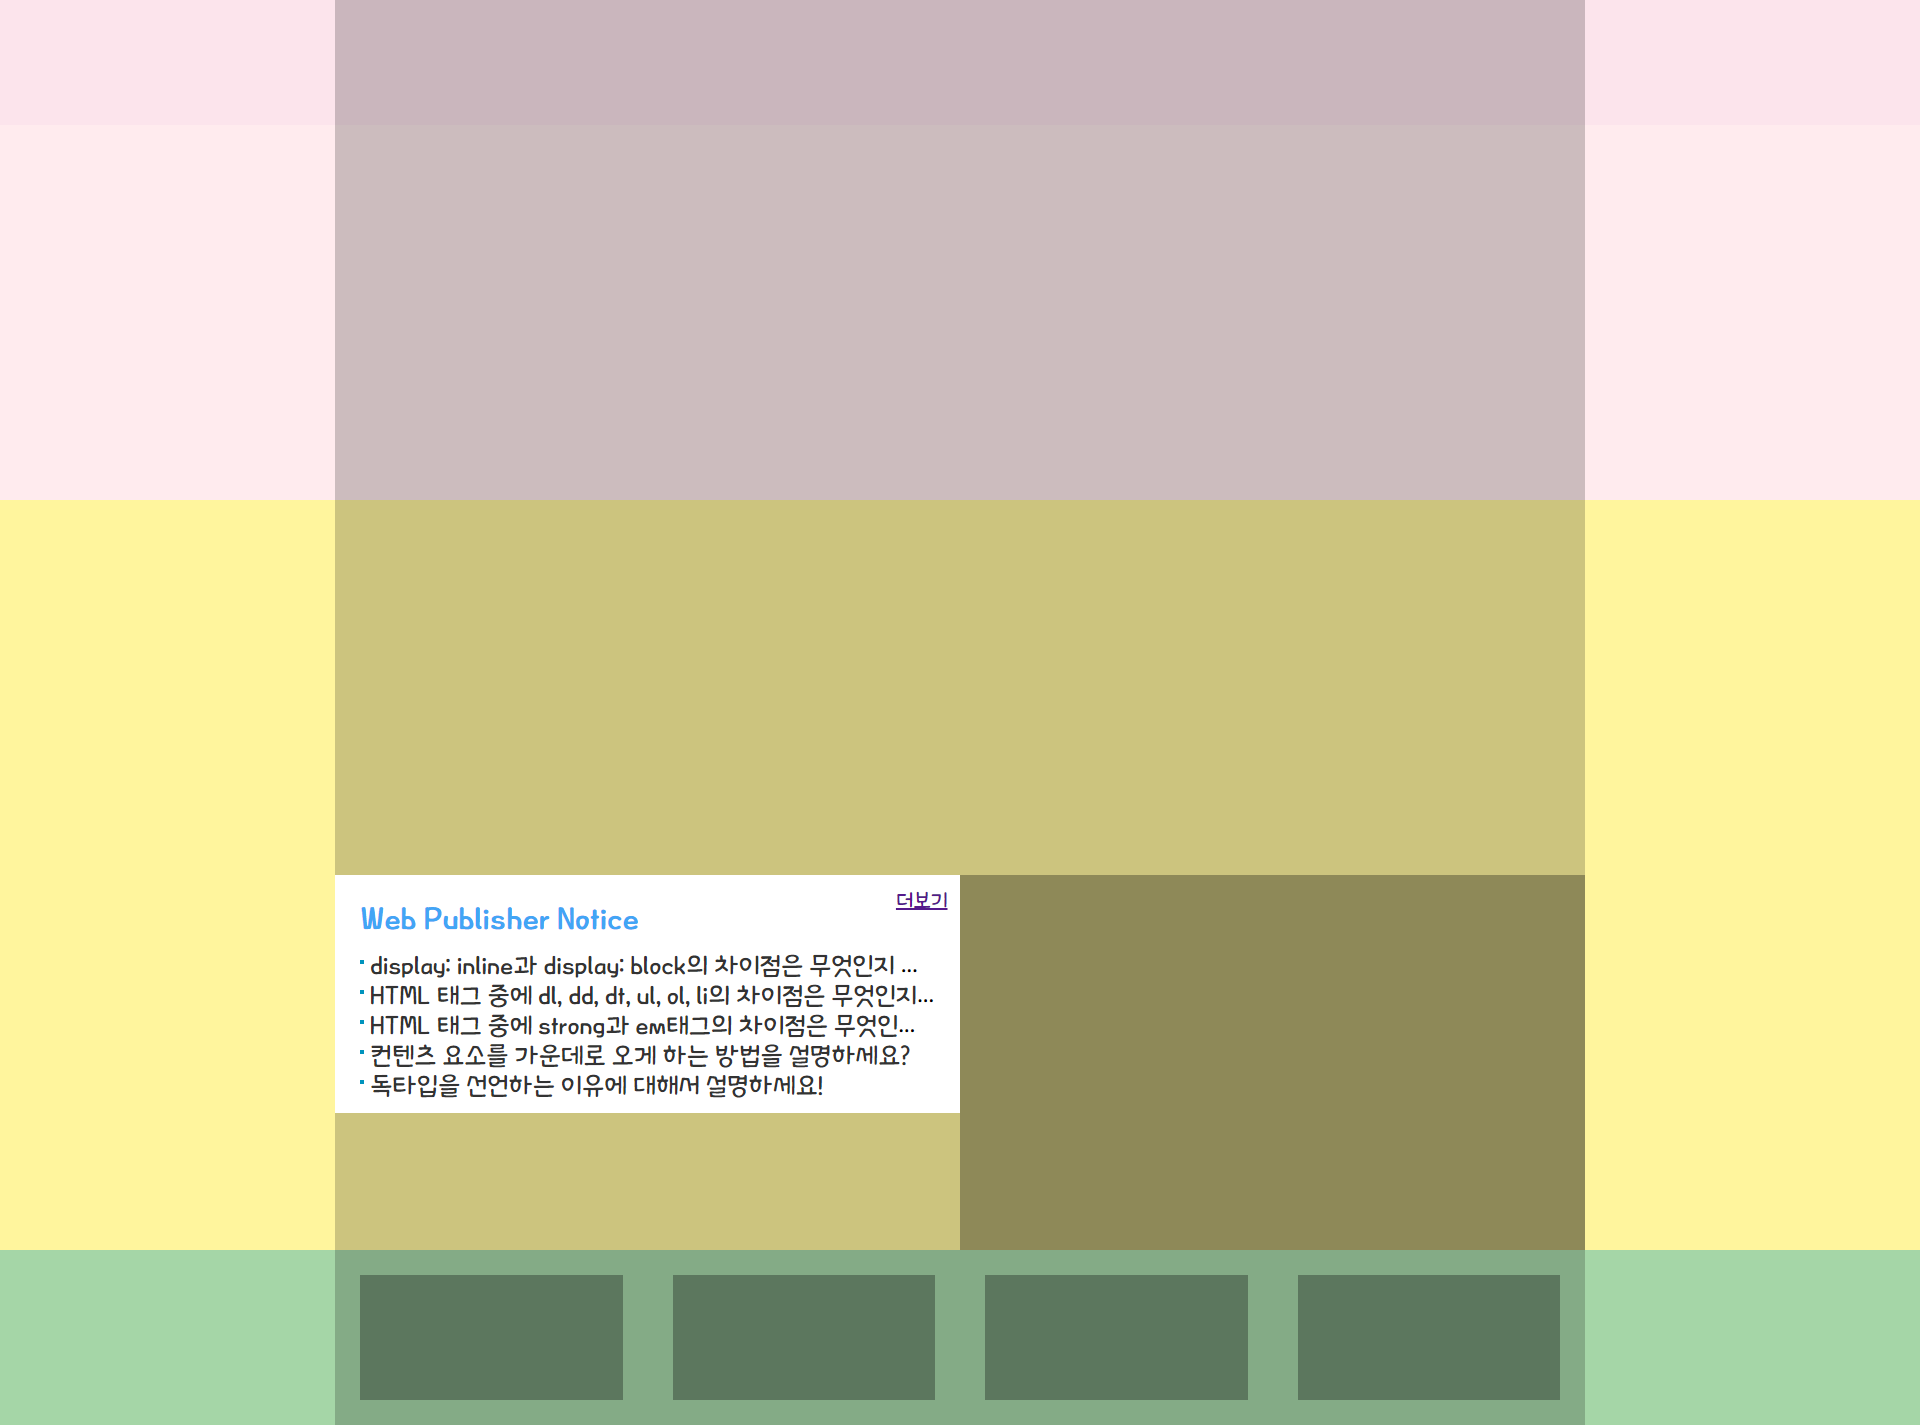 더보기
Web Publisher Notice
display: inline과 display: block의 차이점은 무엇인지 ...
HTML 태그 중에 dl, dd, dt, ul, ol, li의 차이점은 무엇인지...
HTML 태그 중에 strong과 em태그의 차이점은 무엇인...
컨텐츠 요소를 가운데로 오게 하는 방법을 설명하세요?
독타입을 선언하는 이유에 대해서 설명하세요!